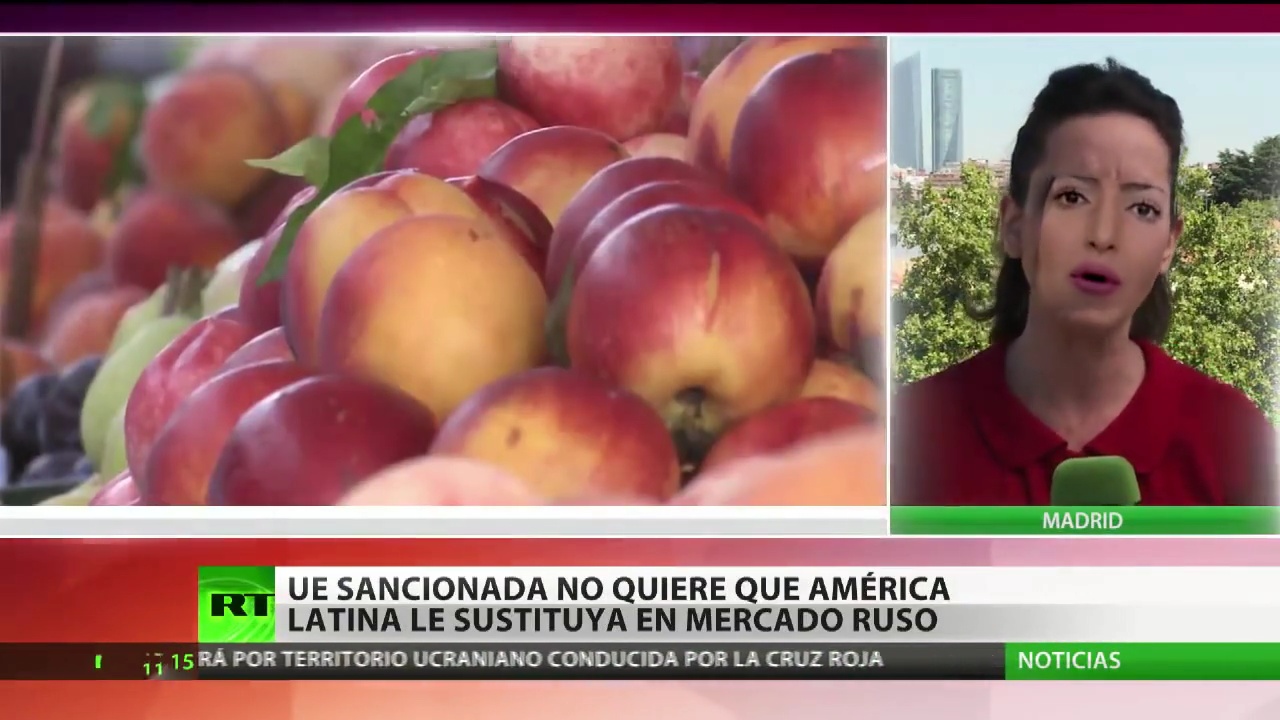 MADRID
RT
UE SANCIONADA NO QUIERE QUE AMÉRICA
LATINA LE SUSTITUYA EN MERCADO RUSO
15 RÁ POR TERRITORIO UCRANIANO CONDUCIDA POR LA CRUZ ROJA
NOTICIAS